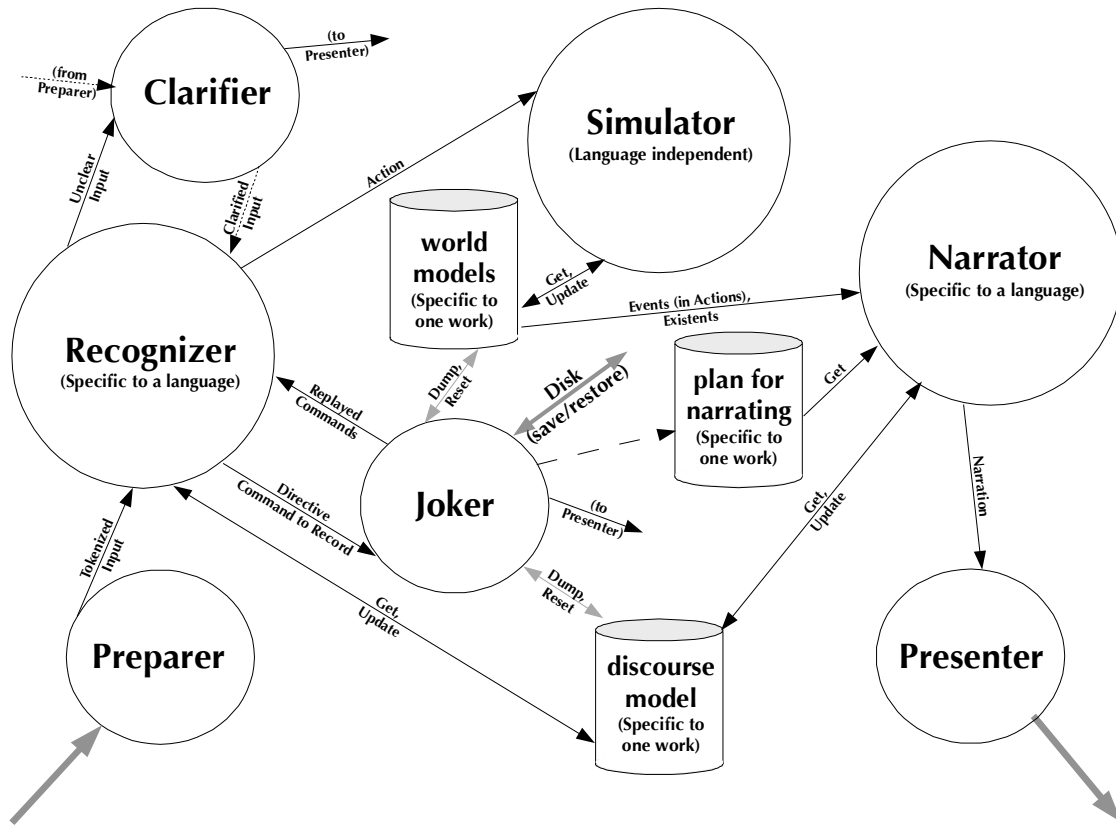 (to
Presenter)
(from
Preparer)
Clarifier
Simulator
(Language independent)
Unclear
Input
Clarified
Input
Action
world
models
(Specific to
one work)
Get,
Update
Narrator
(Specific to a language)
Events (in Actions),
Existents
Recognizer
(Specific to a language)
Dump,
Reset
Disk
(save/restore)
plan for
narrating
(Specific to
one work)
Get
Replayed
Commands
Directive
Command to Record
Joker
(to
Presenter)
Get,
Update
Narration
Tokenized
Input
Dump,
Reset
Get,
Update
Preparer
discourse
model
(Specific to
one work)
Presenter